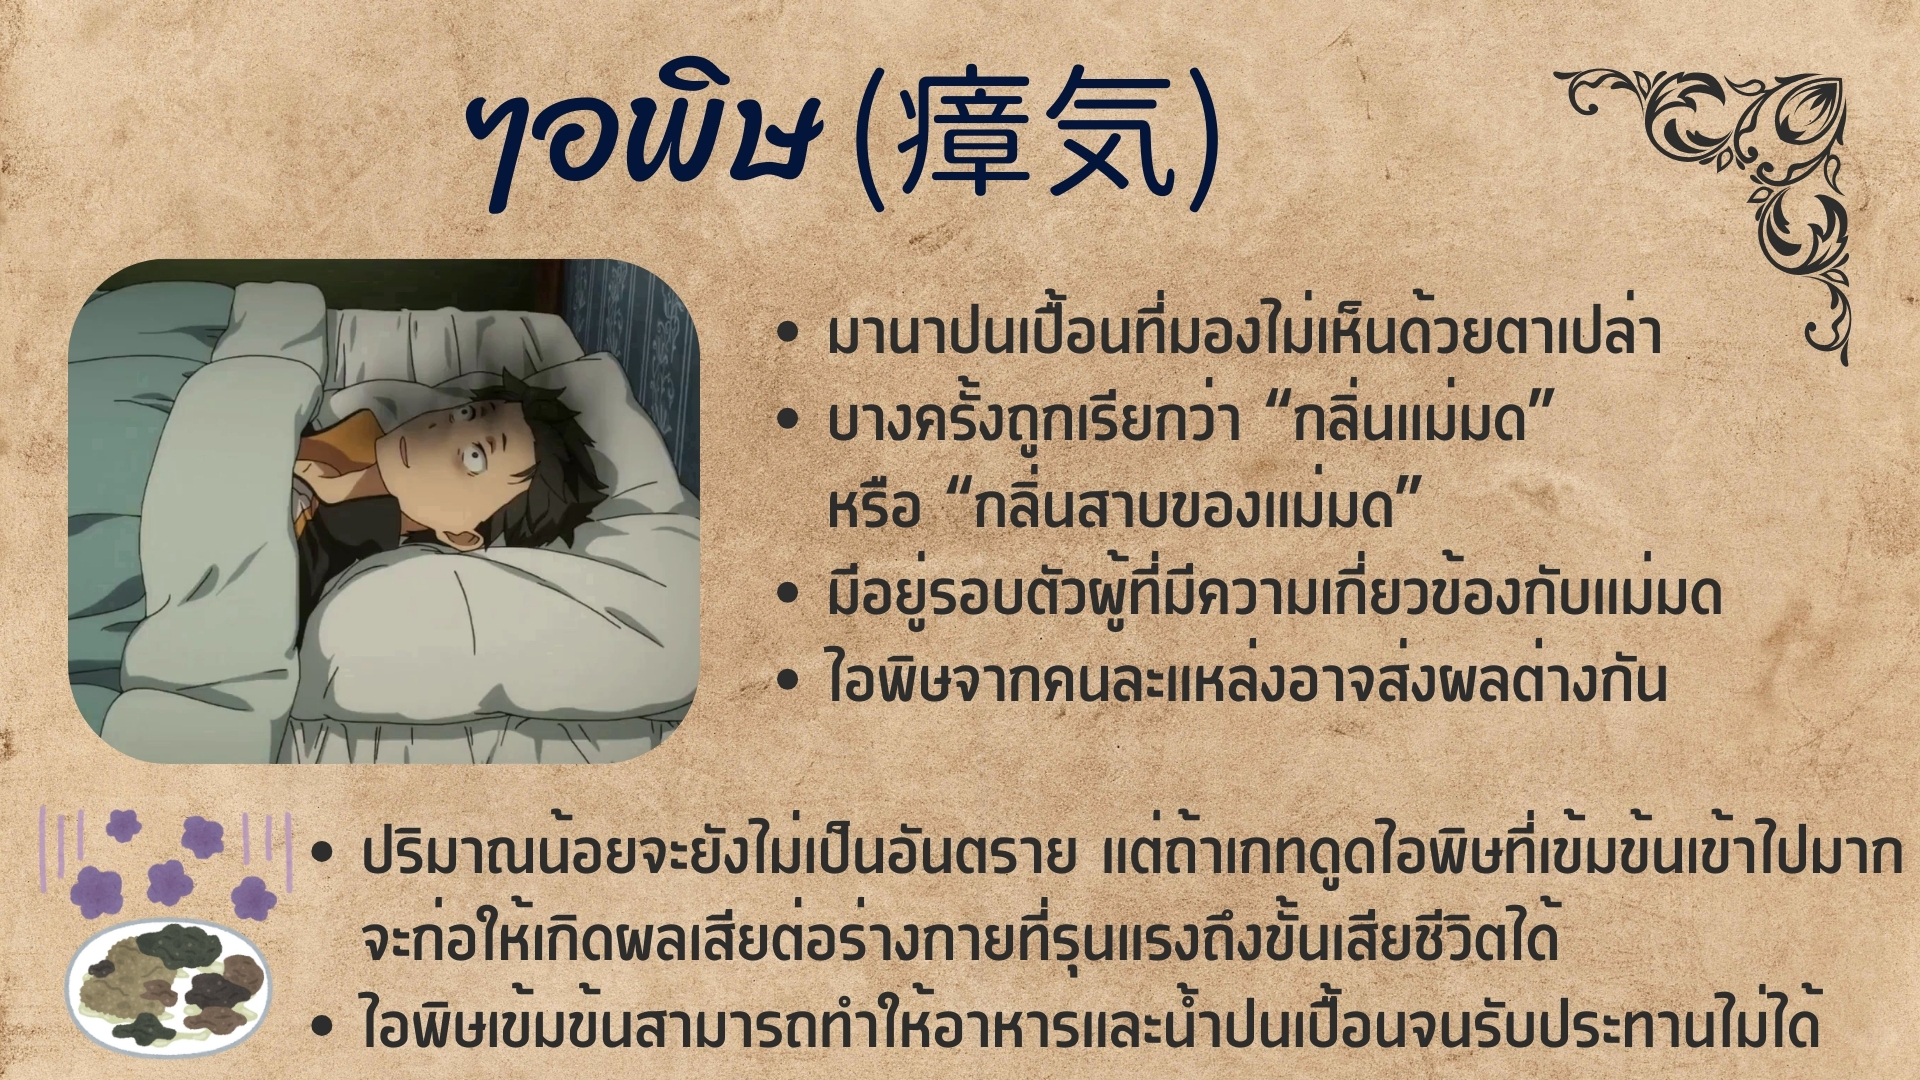 ไอพิษ (瘴気)
• มานาปนเปื้อนที่มองไม่เห็นด้วยตาเปล่า
• บางครั้งถูกเรียกว่า “กลิ่นแม่มด”
หรือ “กลิ่นสาบของแม่มด”
• มีอยู่รอบตัวผู้ที่มีความเกี่ยวข้องกับแม่มด
• ไอพิษจากคนละแหล่งอาจส่งผลต่างกัน
• ปริมาณน้อยจะยังไม่เป็นอันตราย แต่ถ้าเกทดูดไอพิษที่เข้มข้นเข้าไปมาก
จะก่อให้เกิดผลเสียต่อร่างกายที่รุนแรงถึงขั้นเสียชีวิตได้
• ไอพิษเข้มข้นสามารถทำให้อาหารและน้ำปนเปื้อนจนรับประทานไม่ได้